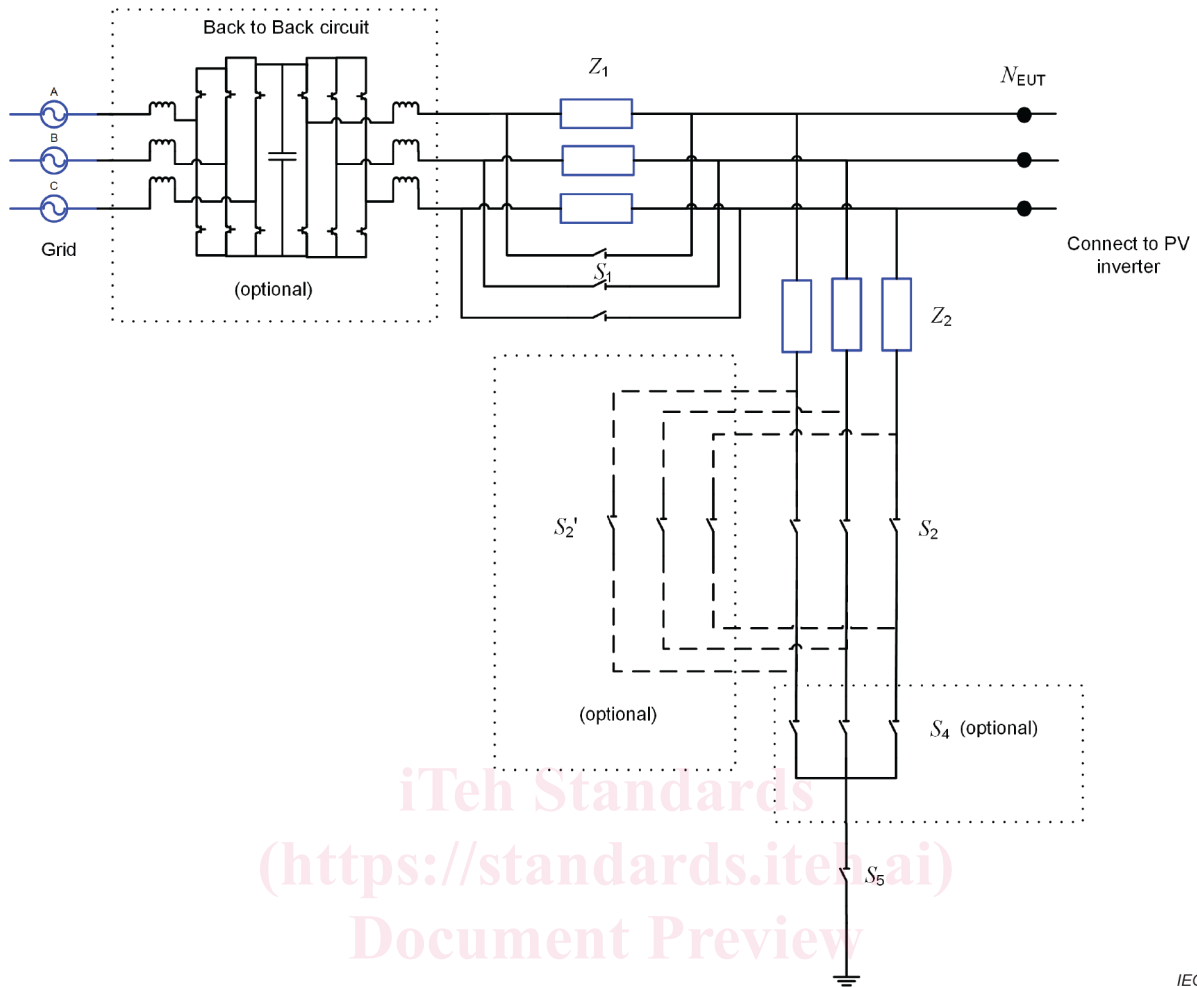 Back to Back circuit
Z1
NEUT
A
B
C
Grid
(optional)
S1
Connect to PV
inverter
Z2
S2'
S2
(optional)
S4 (optional)
iTeh Standards
(https://standards.iteh.ai)
S5
Document Preview